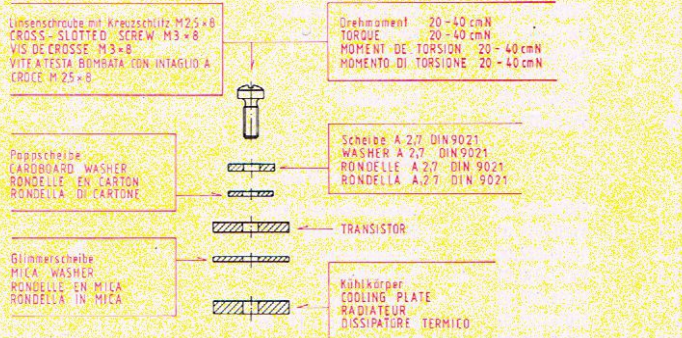 Linsenschraube mit Kreuzschlitz M2,5×8
CROSS-SLOTTED SCREW M3×8
VIS DE CROSSE M3×8
VITE A TESTA BOMBATA CON INTAGLIO A
CROCE M 2,5×8
Drehmoment 20-40 cmN
TORQUE 20-40 cmN
MOMENT DE TORSION 20-40 cmN
MOMENTO DI TORSIONE 20-40 cmN
Pappscheibe
CARDBOARD WASHER
RONDELLE EN CARTON
RONDELLA DI CARTONE
Scheibe A 2,7 DIN 9021
WASHER A 2,7 DIN 9021
RONDELLE A 2,7 DIN 9021
RONDELLA A 2,7 DIN 9021
TRANSISTOR
Glimmerscheibe
MICA WASHER
RONDELLE EN MICA
RONDELLA IN MICA
Kühlkörper
COOLING PLATE
RADIATEUR
DISSIPATORE TERMICO